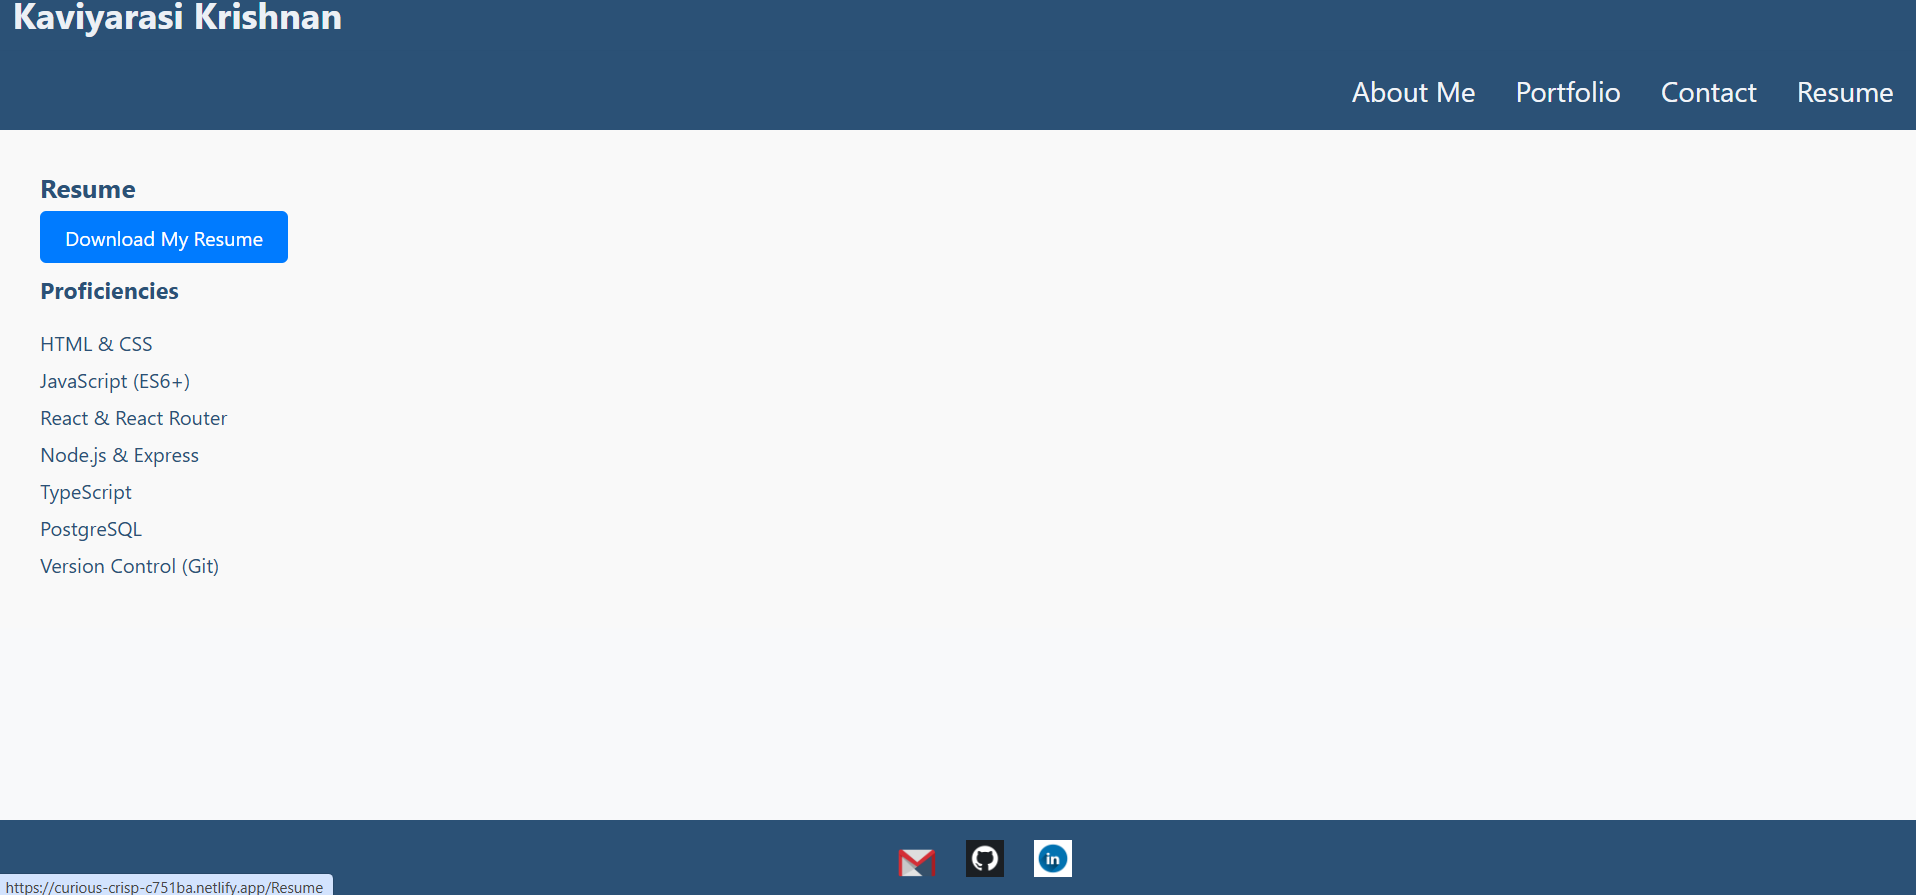 Kaviyarasi Krishnan
About Me Portfolio Contact Resume
Resume
Download My Resume
Proficiencies
HTML & CSS
JavaScript (ES6+)
React & React Router
Node.js & Express
TypeScript
PostgreSQL
Version Control (Git)
in
https://curious-crisp-c751ba.netlify.app/Resume